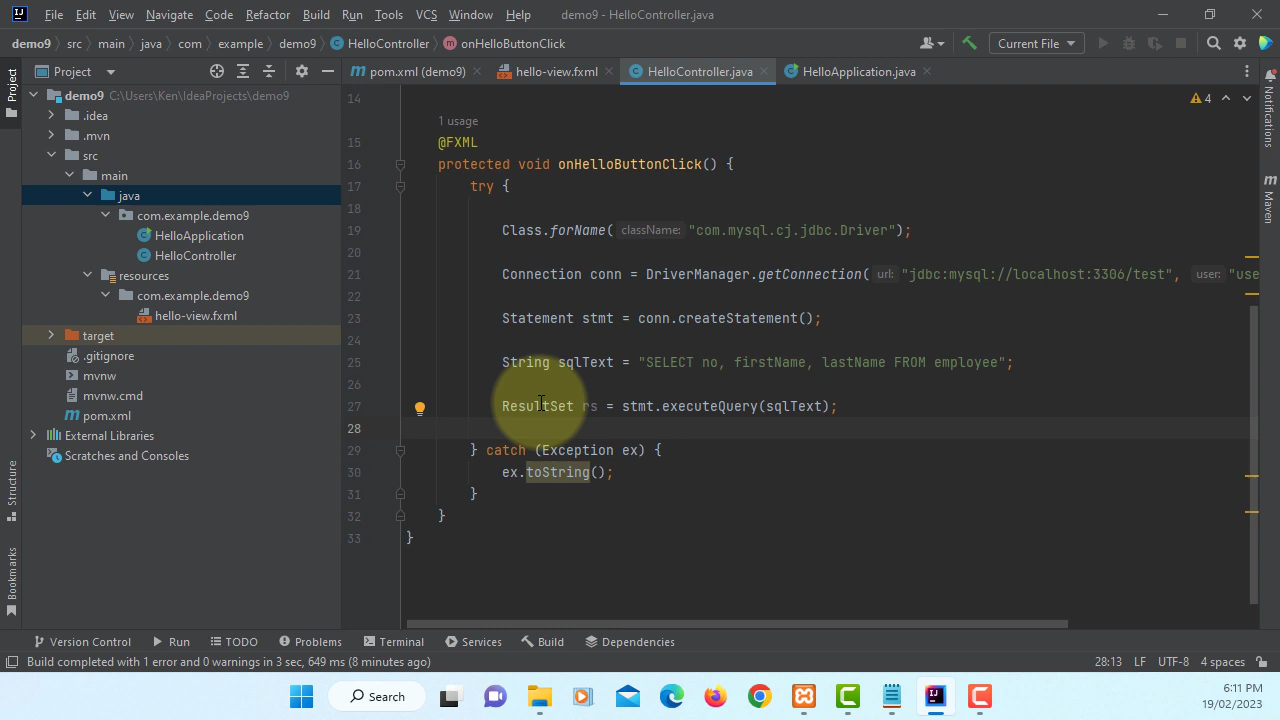 File Edit View Navigate Code Refactor Build Run Tools VCS Window Help demo9 - HelloController.java
demo9 src main java com example demo9 HelloController onHelloButtonClick Current File
Project pom.xml (demo9) hello-view.fxml HelloController.java HelloApplication.java
Project
Structure
Bookmarks
demo9 C:\Users\Ken\IdeaProjects\demo9
.idea
.mvn
src
main
java
com.example.demo9
HelloApplication
HelloController
resources
com.example.demo9
hello-view.fxml
target
.gitignore
mvnw
mvnw.cmd
pom.xml
External Libraries
Scratches and Consoles
4
14
1 usage
15 @FXML
16 protected void onHelloButtonClick() {
17 try {
18
19 Class.forName( className: "com.mysql.cj.jdbc.Driver");
20
21 Connection conn = DriverManager.getConnection( url: "jdbc:mysql://localhost:3306/test", user: "use
22
23 Statement stmt = conn.createStatement();
24
25 String sqlText = "SELECT no, firstName, lastName FROM employee";
26
27 ResultSet rs = stmt.executeQuery(sqlText);
28
29 } catch (Exception ex) {
30 ex.toString();
31 }
32 }
33 }
Notifications
Maven
Version Control Run TODO Problems Terminal Services Build Dependencies
Build completed with 1 error and 0 warnings in 3 sec, 649 ms (8 minutes ago) 28:13 LF UTF-8 4 spaces
Search
6:11 PM
19/02/2023